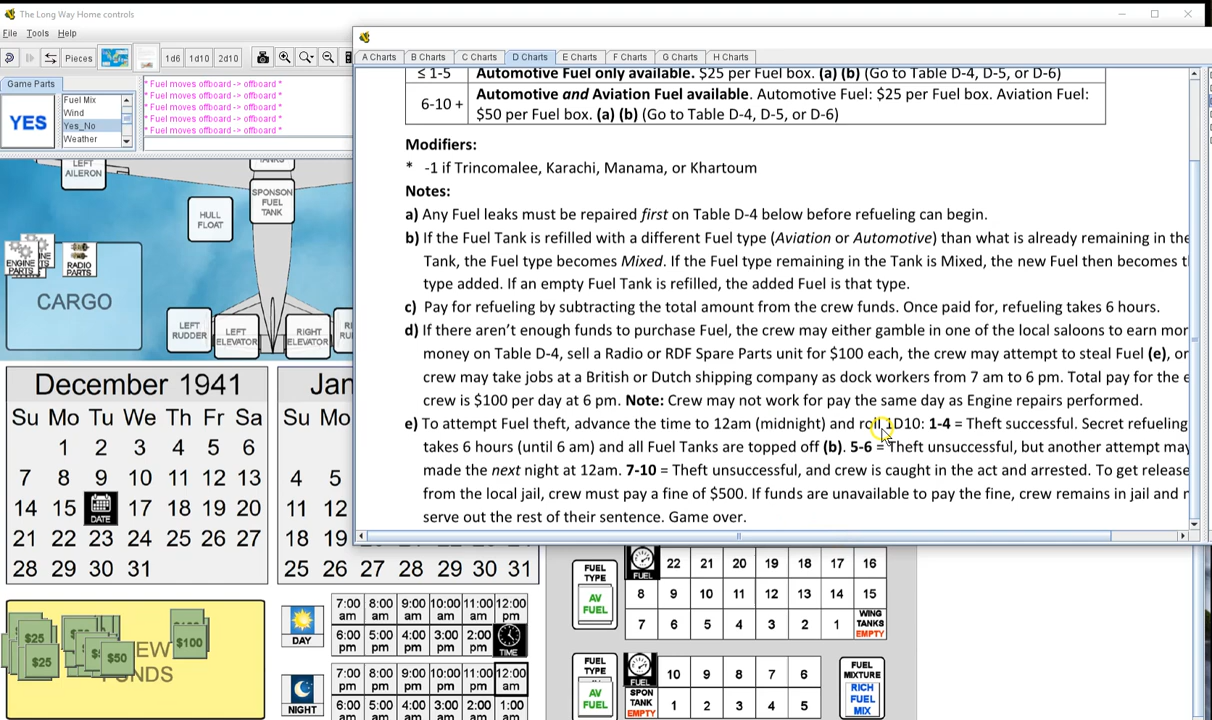 The Long Way Home controls
File Tools Help
Pieces 1d6 1d10 2d10
Game Parts
YES
Fuel Mix
Wind
Yes_No
Weather
* Fuel moves offboard -> offboard *
* Fuel moves offboard -> offboard *
* Fuel moves offboard -> offboard *
* Fuel moves offboard -> offboard *
* Fuel moves offboard -> offboard *
A Charts B Charts C Charts D Charts E Charts F Charts G Charts H Charts
≤ 1-5 Automotive Fuel only available. $25 per Fuel box. (a) (b) (Go to Table D-4, D-5, or D-6)
6-10 + Automotive and Aviation Fuel available. Automotive Fuel: $25 per Fuel box. Aviation Fuel:
$50 per Fuel box. (a) (b) (Go to Table D-4, D-5, or D-6)
Modifiers:
* -1 if Trincomalee, Karachi, Manama, or Khartoum
Notes:
a) Any Fuel leaks must be repaired first on Table D-4 below before refueling can begin.
b) If the Fuel Tank is refilled with a different Fuel type (Aviation or Automotive) than what is already remaining in the
Tank, the Fuel type becomes Mixed. If the Fuel type remaining in the Tank is Mixed, the new Fuel then becomes t
type added. If an empty Fuel Tank is refilled, the added Fuel is that type.
c) Pay for refueling by subtracting the total amount from the crew funds. Once paid for, refueling takes 6 hours.
d) If there aren't enough funds to purchase Fuel, the crew may either gamble in one of the local saloons to earn mor
money on Table D-4, sell a Radio or RDF Spare Parts unit for $100 each, the crew may attempt to steal Fuel (e), or
crew may take jobs at a British or Dutch shipping company as dock workers from 7 am to 6 pm. Total pay for the e
crew is $100 per day at 6 pm. Note: Crew may not work for pay the same day as Engine repairs performed.
e) To attempt Fuel theft, advance the time to 12am (midnight) and roll 1D10: 1-4 = Theft successful. Secret refueling
takes 6 hours (until 6 am) and all Fuel Tanks are topped off (b). 5-6 = Theft unsuccessful, but another attempt may
made the next night at 12am. 7-10 = Theft unsuccessful, and crew is caught in the act and arrested. To get release
from the local jail, crew must pay a fine of $500. If funds are unavailable to pay the fine, crew remains in jail and
serve out the rest of their sentence. Game over.
LEFT
AILERON
TANKS
SPONSON
FUEL
TANK
HULL
FLOAT
ENGINE
PARTS
RADIO
PARTS
CARGO
LEFT
RUDDER
LEFT
ELEVATOR
RIGHT
ELEVATOR
December 1941
Su Mo Tu We Th Fr Sa
1 2 3 4 5 6
7 8 9 10 11 12 13
14 15 DATE 17 18 19 20
21 22 23 24 25 26 27
28 29 30 31
Jan
Su Mo
4 5
11 12
18 19
25 26 27 28 29 30 31
$25
$25
$50
$100
EW
NDS
DAY
7:00 am 8:00 am 9:00 am 10:00 am 11:00 am 12:00 pm
6:00 pm 5:00 pm 4:00 pm 3:00 pm 2:00 pm TIME
NIGHT
7:00 pm 8:00 pm 9:00 pm 10:00 pm 11:00 pm 12:00 am
6:00 5:00 4:00 3:00 2:00 1:00
FUEL
TYPE
AV
FUEL
FUEL 22 21 20 19 18 17 16
8 9 10 11 12 13 14 15
7 6 5 4 3 2 1 WING TANKS EMPTY
FUEL
TYPE
AV
FUEL
FUEL 10 9 8 7 6
SPON TANK EMPTY 1 2 3 4 5
FUEL
MIXTURE
RICH
FUEL
MIX